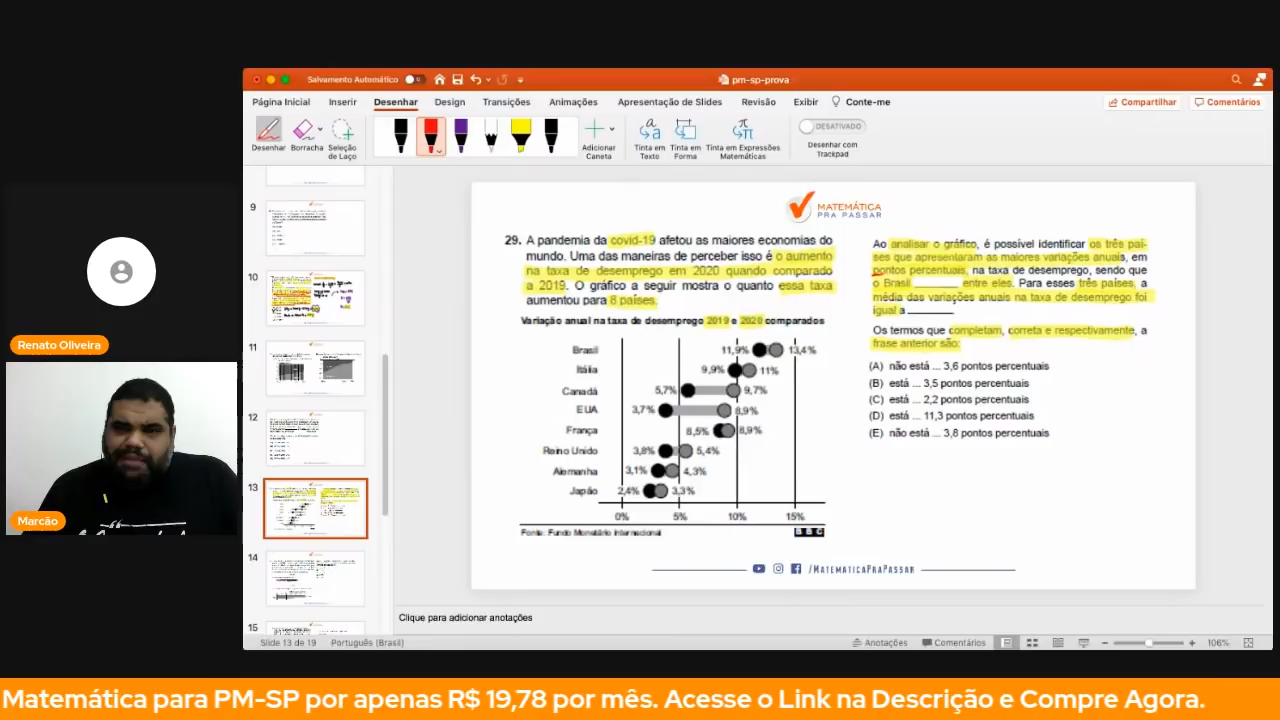 Salvamento Automático
pm-sp-prova
Página Inicial Inserir Desenhar Design Transições Animações Apresentação de Slides Revisão Exibir Conte-me
Compartilhar Comentários
Desenhar Borracha Seleção de Laço
Adicionar Caneta
Tinta em Texto Tinta em Forma Tinta em Expressões Matemáticas
DESATIVADO
Desenhar com Trackpad
9
10
11
12
13
14
15
MATEMÁTICA
PRA PASSAR
29. A pandemia da covid-19 afetou as maiores economias do
mundo. Uma das maneiras de perceber isso é o aumento
na taxa de desemprego em 2020 quando comparado
a 2019. O gráfico a seguir mostra o quanto essa taxa
aumentou para 8 países.
Variação anual na taxa de desemprego 2019 e 2020 comparados
Brasil 11,9% 13,4%
Itália 9,9% 11%
Canadá 5,7% 9,7%
EUA 3,7% 8,9%
França 8,5% 8,9%
Reino Unido 3,8% 5,4%
Alemanha 3,1% 4,3%
Japão 2,4% 3,3%
0% 5% 10% 15%
Fonte: Fundo Monetário Internacional
BBC
Ao analisar o gráfico, é possível identificar os três paí-
ses que apresentaram as maiores variações anuais, em
pontos percentuais, na taxa de desemprego, sendo que
o Brasil ________ entre eles. Para esses três países, a
média das variações anuais na taxa de desemprego foi
igual a ________.
Os termos que completam, correta e respectivamente, a
frase anterior são:
(A) não está ... 3,6 pontos percentuais
(B) está ... 3,5 pontos percentuais
(C) está ... 2,2 pontos percentuais
(D) está ... 11,3 pontos percentuais
(E) não está ... 3,8 pontos percentuais
/MATEMATICAPRAPASSAR
Clique para adicionar anotações
Slide 13 de 19 Português (Brasil)
Anotações Comentários 106%
Renato Oliveira
Marcão
Matemática para PM-SP por apenas R$ 19,78 por mês. Acesse o Link na Descrição e Compre Agora.